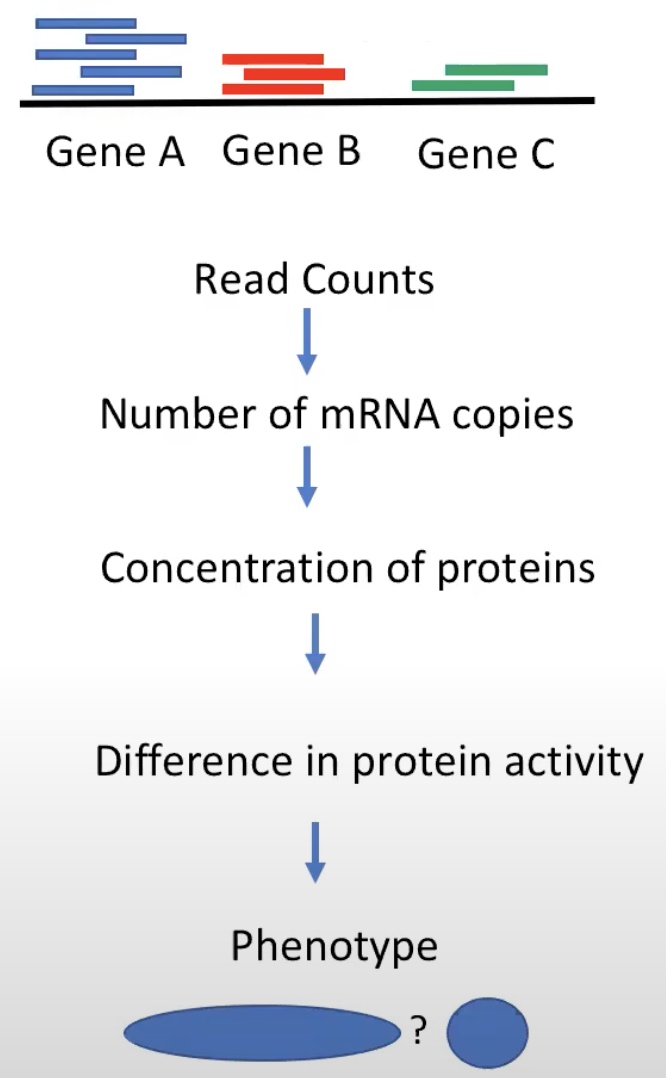 Gene A Gene B Gene C
Read Counts
Number of mRNA copies
Concentration of proteins
Difference in protein activity
Phenotype
?